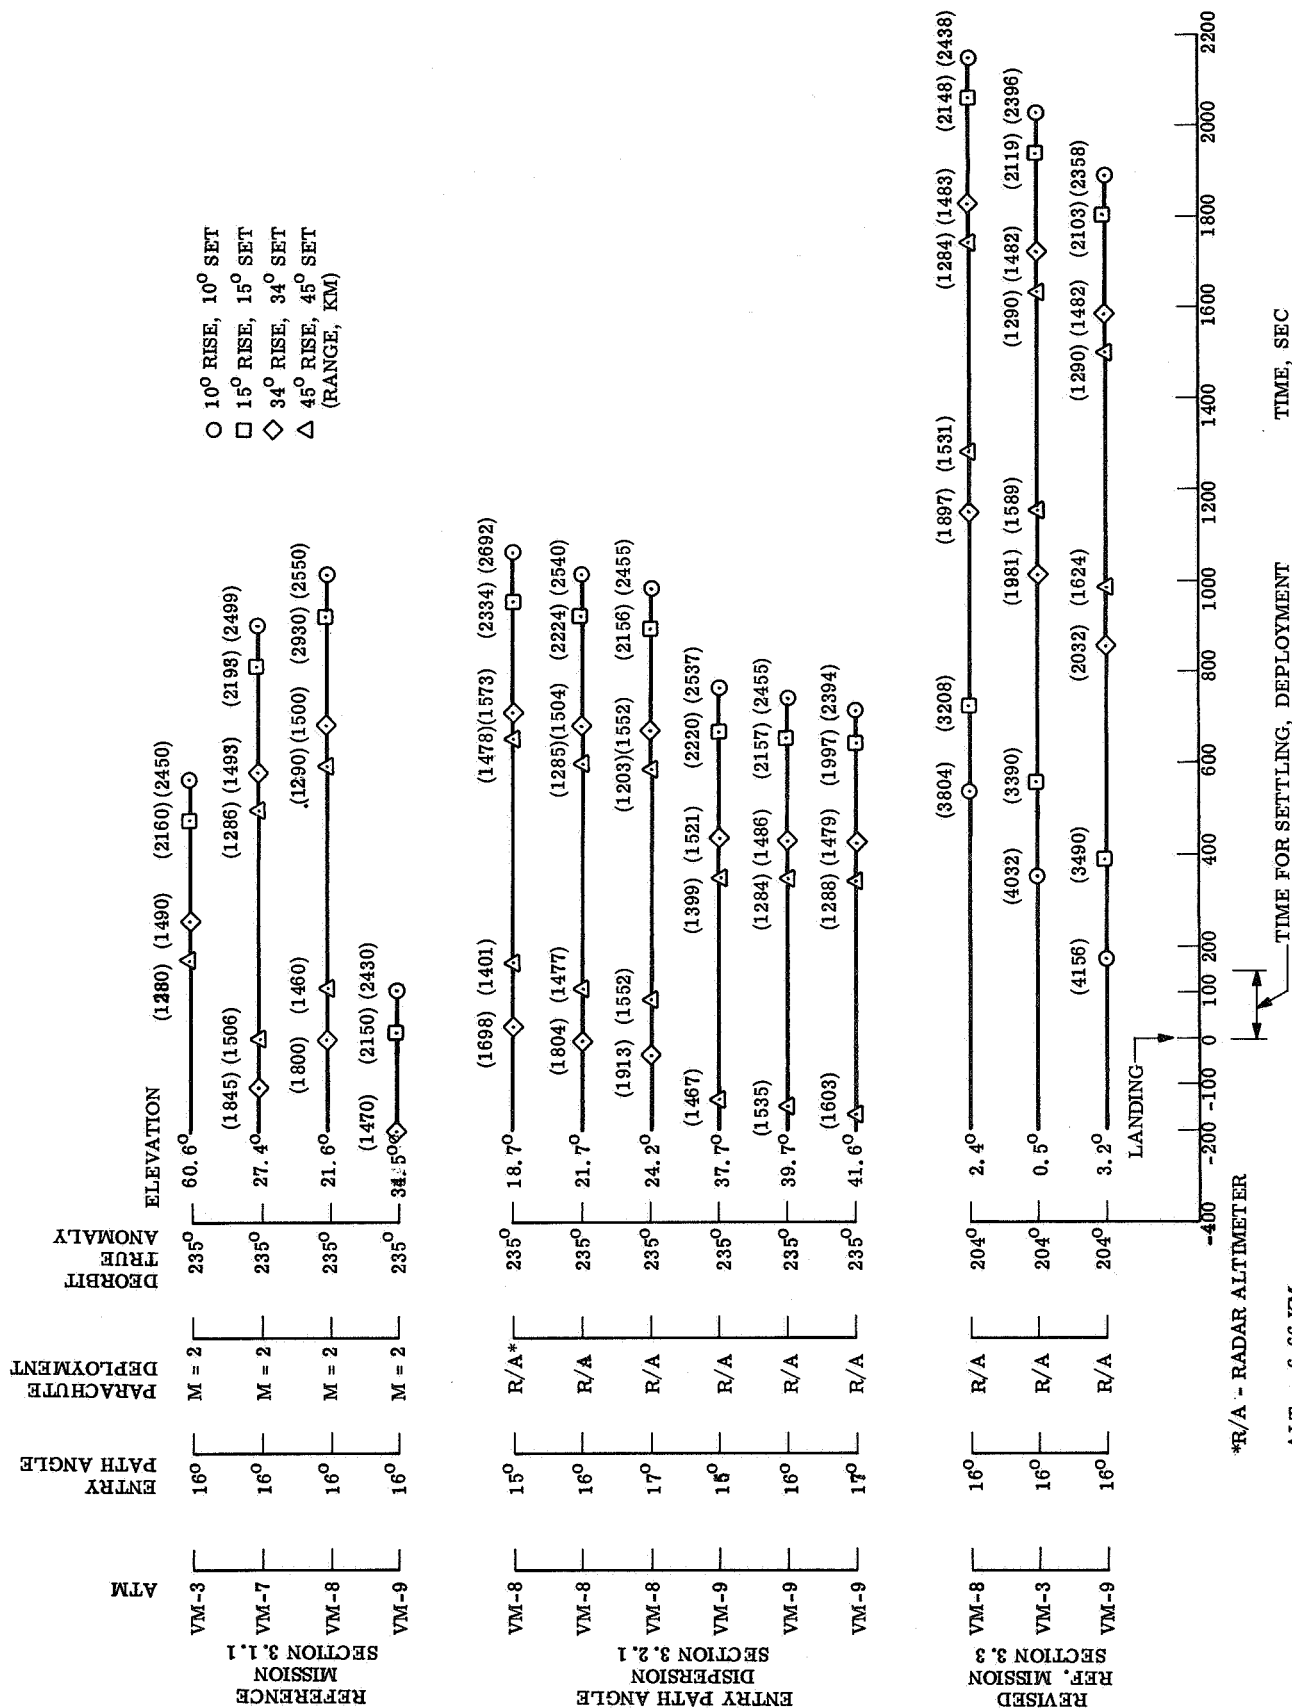 ○ 10° RISE, 10° SET
□ 15° RISE, 15° SET
◇ 34° RISE, 34° SET
△ 45° RISE, 45° SET
(RANGE, KM)
ATM
ENTRY
PATH ANGLE
PARACHUTE
DEPLOYMENT
DEORBIT
TRUE
ANOMALY
ELEVATION
REFERENCE
MISSION
SECTION 3.1.1
VM-3 16° M = 2 235° 60.6° (1280) (1490) (2160) (2450)
VM-7 16° M = 2 235° 27.4° (1845) (1506) (1286) (1493) (2198) (2499)
VM-8 16° M = 2 235° 21.6° (1800) (1460) (1290) (1500) (2930) (2550)
VM-9 16° M = 2 235° 34.5° (1470) (2150) (2430)
ENTRY PATH ANGLE
DISPERSION
SECTION 3.2.1
VM-8 15° R/A* 235° 18.7° (1698) (1401) (1478) (1573) (2334) (2692)
VM-8 16° R/A 235° 21.7° (1804) (1477) (1285) (1504) (2224) (2540)
VM-8 17° R/A 235° 24.2° (1913) (1552) (1203) (1552) (2156) (2455)
VM-9 15° R/A 235° 37.7° (1467) (1399) (1521) (2220) (2537)
VM-9 16° R/A 235° 39.7° (1535) (1284) (1486) (2157) (2455)
VM-9 17° R/A 235° 41.6° (1603) (1288) (1479) (1997) (2394)
REVISED
REF. MISSION
SECTION 3.3
VM-8 16° R/A 204° 2.4° (3804) (3208) (1897) (1531) (1284) (1483) (2148) (2438)
VM-3 16° R/A 204° 0.5° (4032) (3390) (1981) (1589) (1290) (1482) (2119) (2396)
VM-9 16° R/A 204° 3.2° (4156) (3490) (2032) (1624) (1290) (1482) (2103) (2358)
LANDING
-400 -200 -100 0 100 200 400 600 800 1000 1200 1400 1600 1800 2000 2200
TIME FOR SETTLING, DEPLOYMENT
TIME, SEC
*R/A - RADAR ALTIMETER